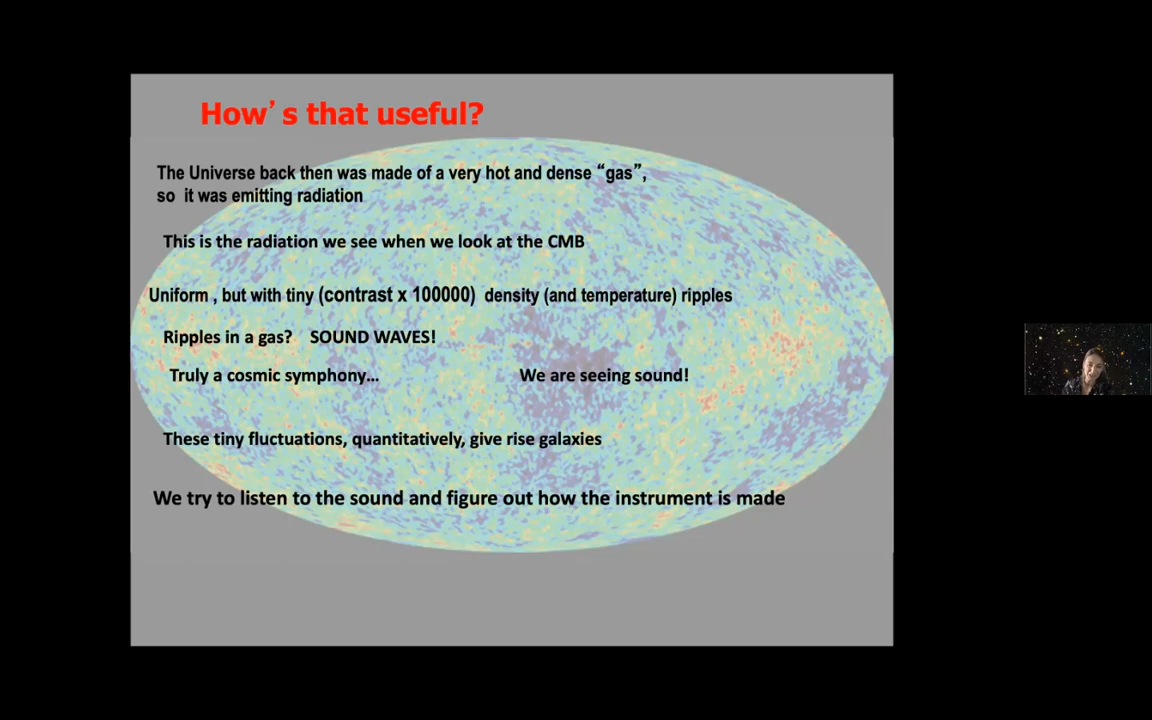 How’s that useful?
The Universe back then was made of a very hot and dense “gas”,
so it was emitting radiation
This is the radiation we see when we look at the CMB
Uniform , but with tiny (contrast x 100000) density (and temperature) ripples
Ripples in a gas? SOUND WAVES!
Truly a cosmic symphony… We are seeing sound!
These tiny fluctuations, quantitatively, give rise galaxies
We try to listen to the sound and figure out how the instrument is made